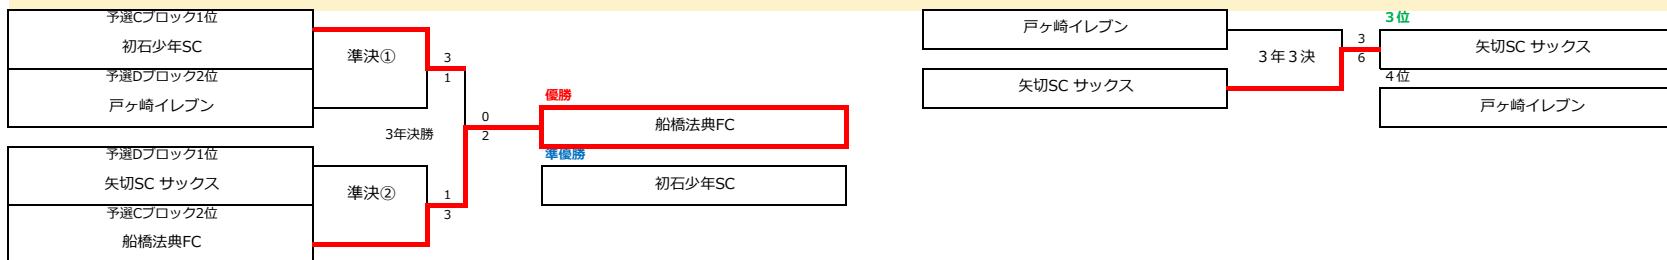 予選Cブロック1位
初石少年SC
予選Dブロック2位
戸ヶ崎イレブン
準決①
3
1
3年決勝
0
2
優勝
船橋法典FC
準優勝
初石少年SC
予選Dブロック1位
矢切SC サックス
予選Cブロック2位
船橋法典FC
準決②
1
3
戸ヶ崎イレブン
矢切SC サックス
3年3決
3
6
3位
矢切SC サックス
4位
戸ヶ崎イレブン